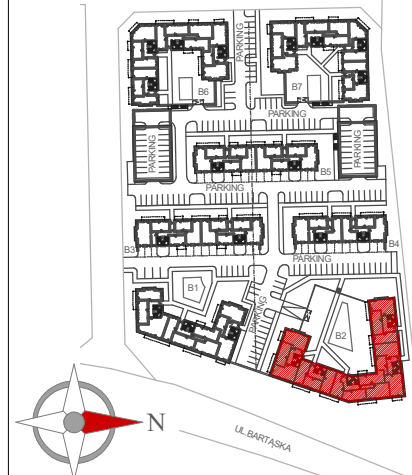 PARKING
B6
B7
PARKING
PARKING
PARKING
B5
PARKING
B3
B4
PARKING
B1
PARKING
B2
N
UL.BARTĄSKA